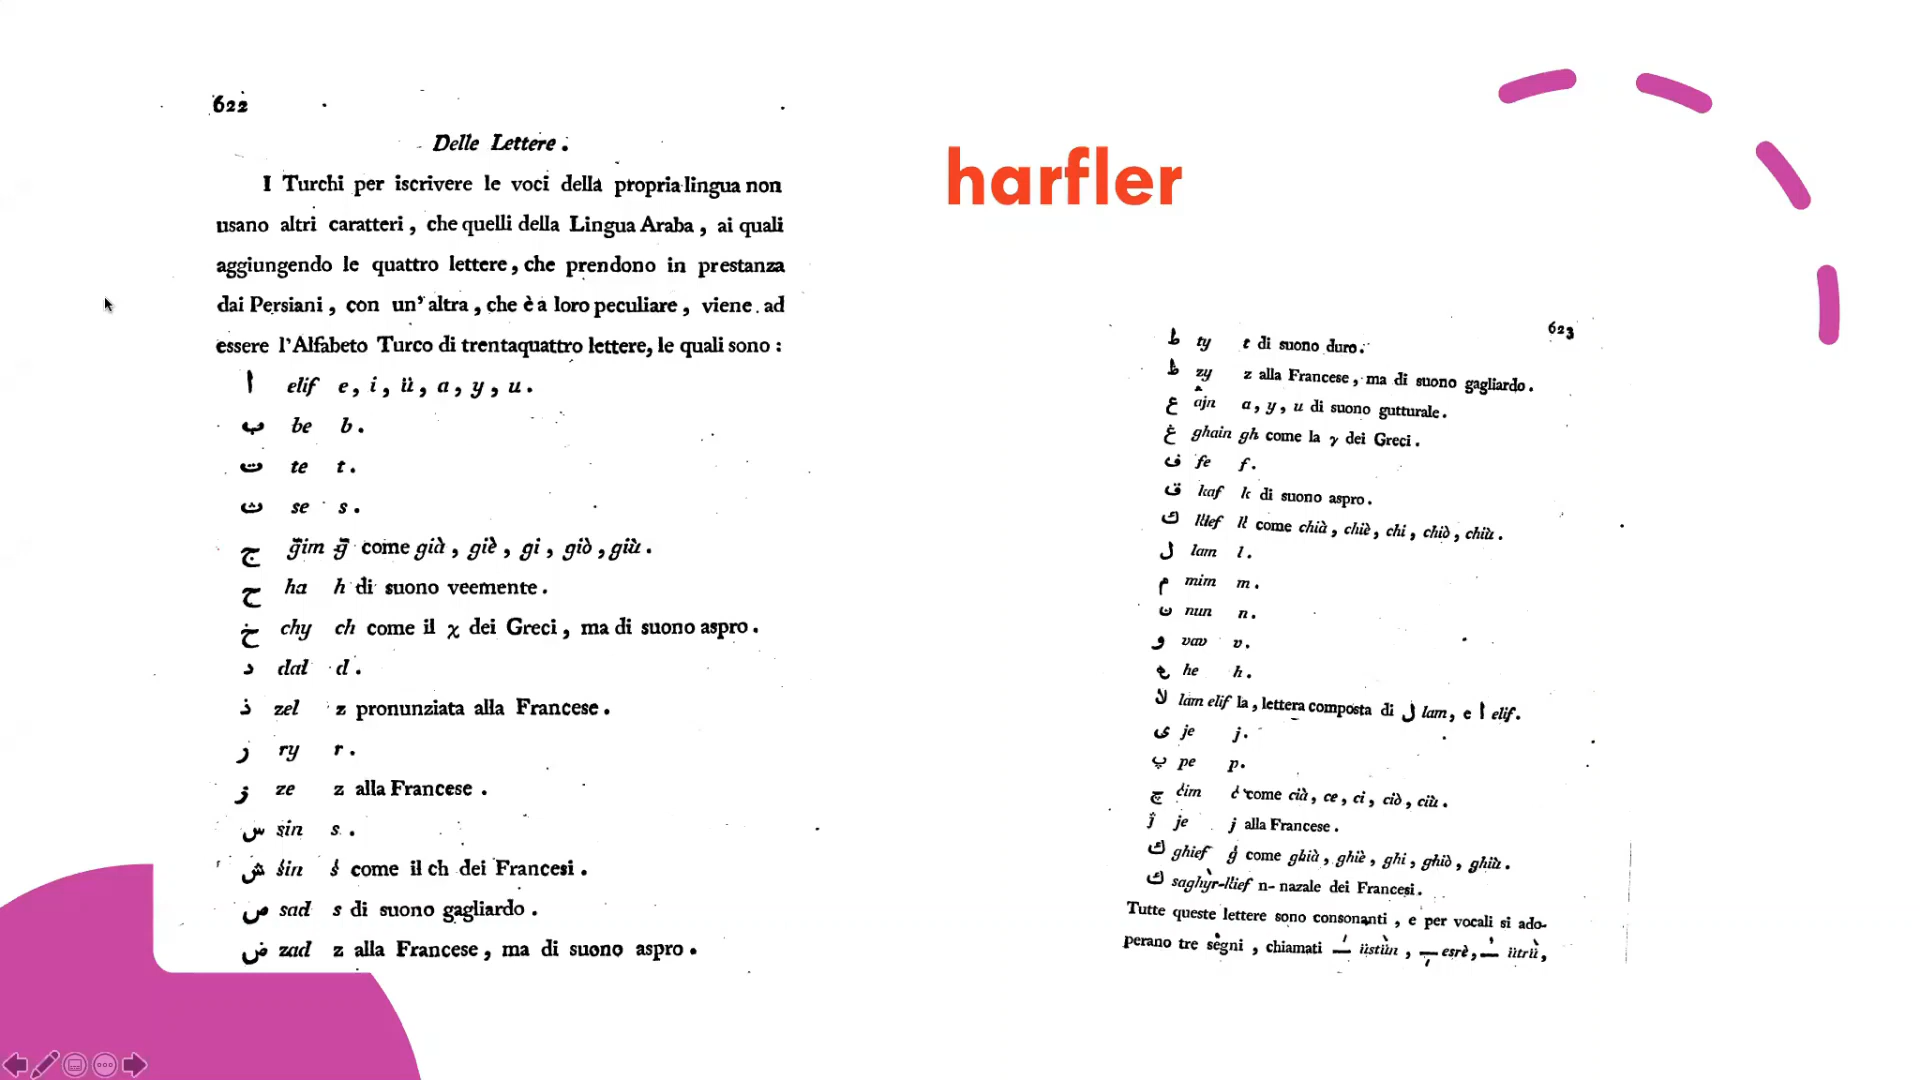 622
Delle Lettere.
I Turchi per iscrivere le voci della propria lingua non
usano altri caratteri, che quelli della Lingua Araba, ai quali
aggiungendo le quattro lettere, che prendono in prestanza
dai Persiani, con un' altra, che è a loro peculiare, viene ad
essere l'Alfabeto Turco di trentaquattro lettere, le quali sono:
ا elif e, i, ü, a, y, u.
ب be b.
ت te t.
ث se s.
ج g̃im g̃ come già, giè, gi, giò, giù.
ح ha h di suono veemente.
خ chy ch come il χ dei Greci, ma di suono aspro.
د dal d.
ذ zel z pronunziata alla Francese.
ر ry r.
ز ze z alla Francese.
س sin s.
ش ṡin ṡ come il ch dei Francesi.
ص sad s di suono gagliardo.
ض zad z alla Francese, ma di suono aspro.
harfler
623
ط ty t di suono duro.
ظ zy z alla Francese, ma di suono gagliardo.
ع âjn a, y, u di suono gutturale.
غ ghain gh come la γ dei Greci.
ف fe f.
ق kaf k di suono aspro.
ك come chià, chiè, chi, chiò, chiù.
ل lam l.
م mim m.
ن nun n.
و vav v.
ه he h.
لا lam elif la, lettera composta di ل lam, e ا elif.
ى je j.
پ pe p.
چ ċim ċ come cià, ce, ci, ciò, ciù.
ژ je j alla Francese.
ك ghief ġ come ghià, ghiè, ghi, ghiò, ghiù.
ك n- nazale dei Francesi.
Tutte queste lettere sono consonanti, e per vocali si ado-
perano tre segni, chiamati üstün, esrè, ütrü,